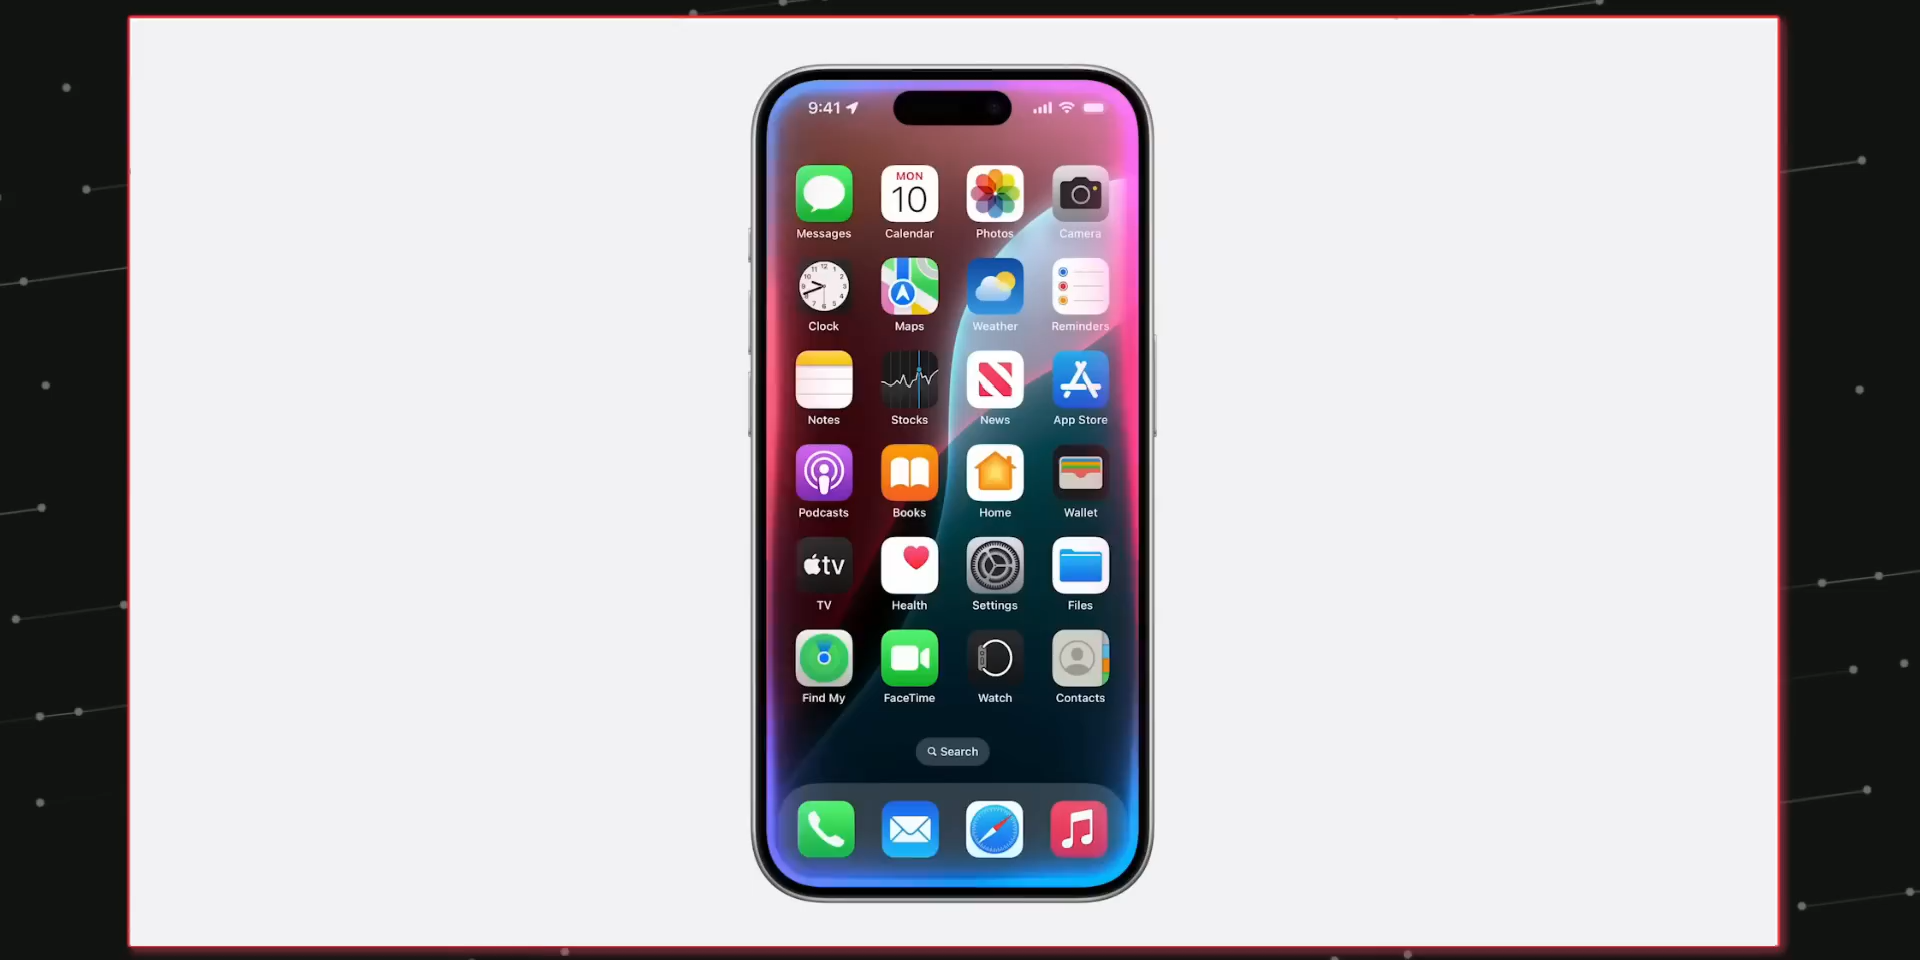 9:41
MON
10
Messages Calendar Photos Camera
Clock Maps Weather Reminders
Notes Stocks News App Store
Podcasts Books Home Wallet
tv
TV Health Settings Files
Find My FaceTime Watch Contacts
Search